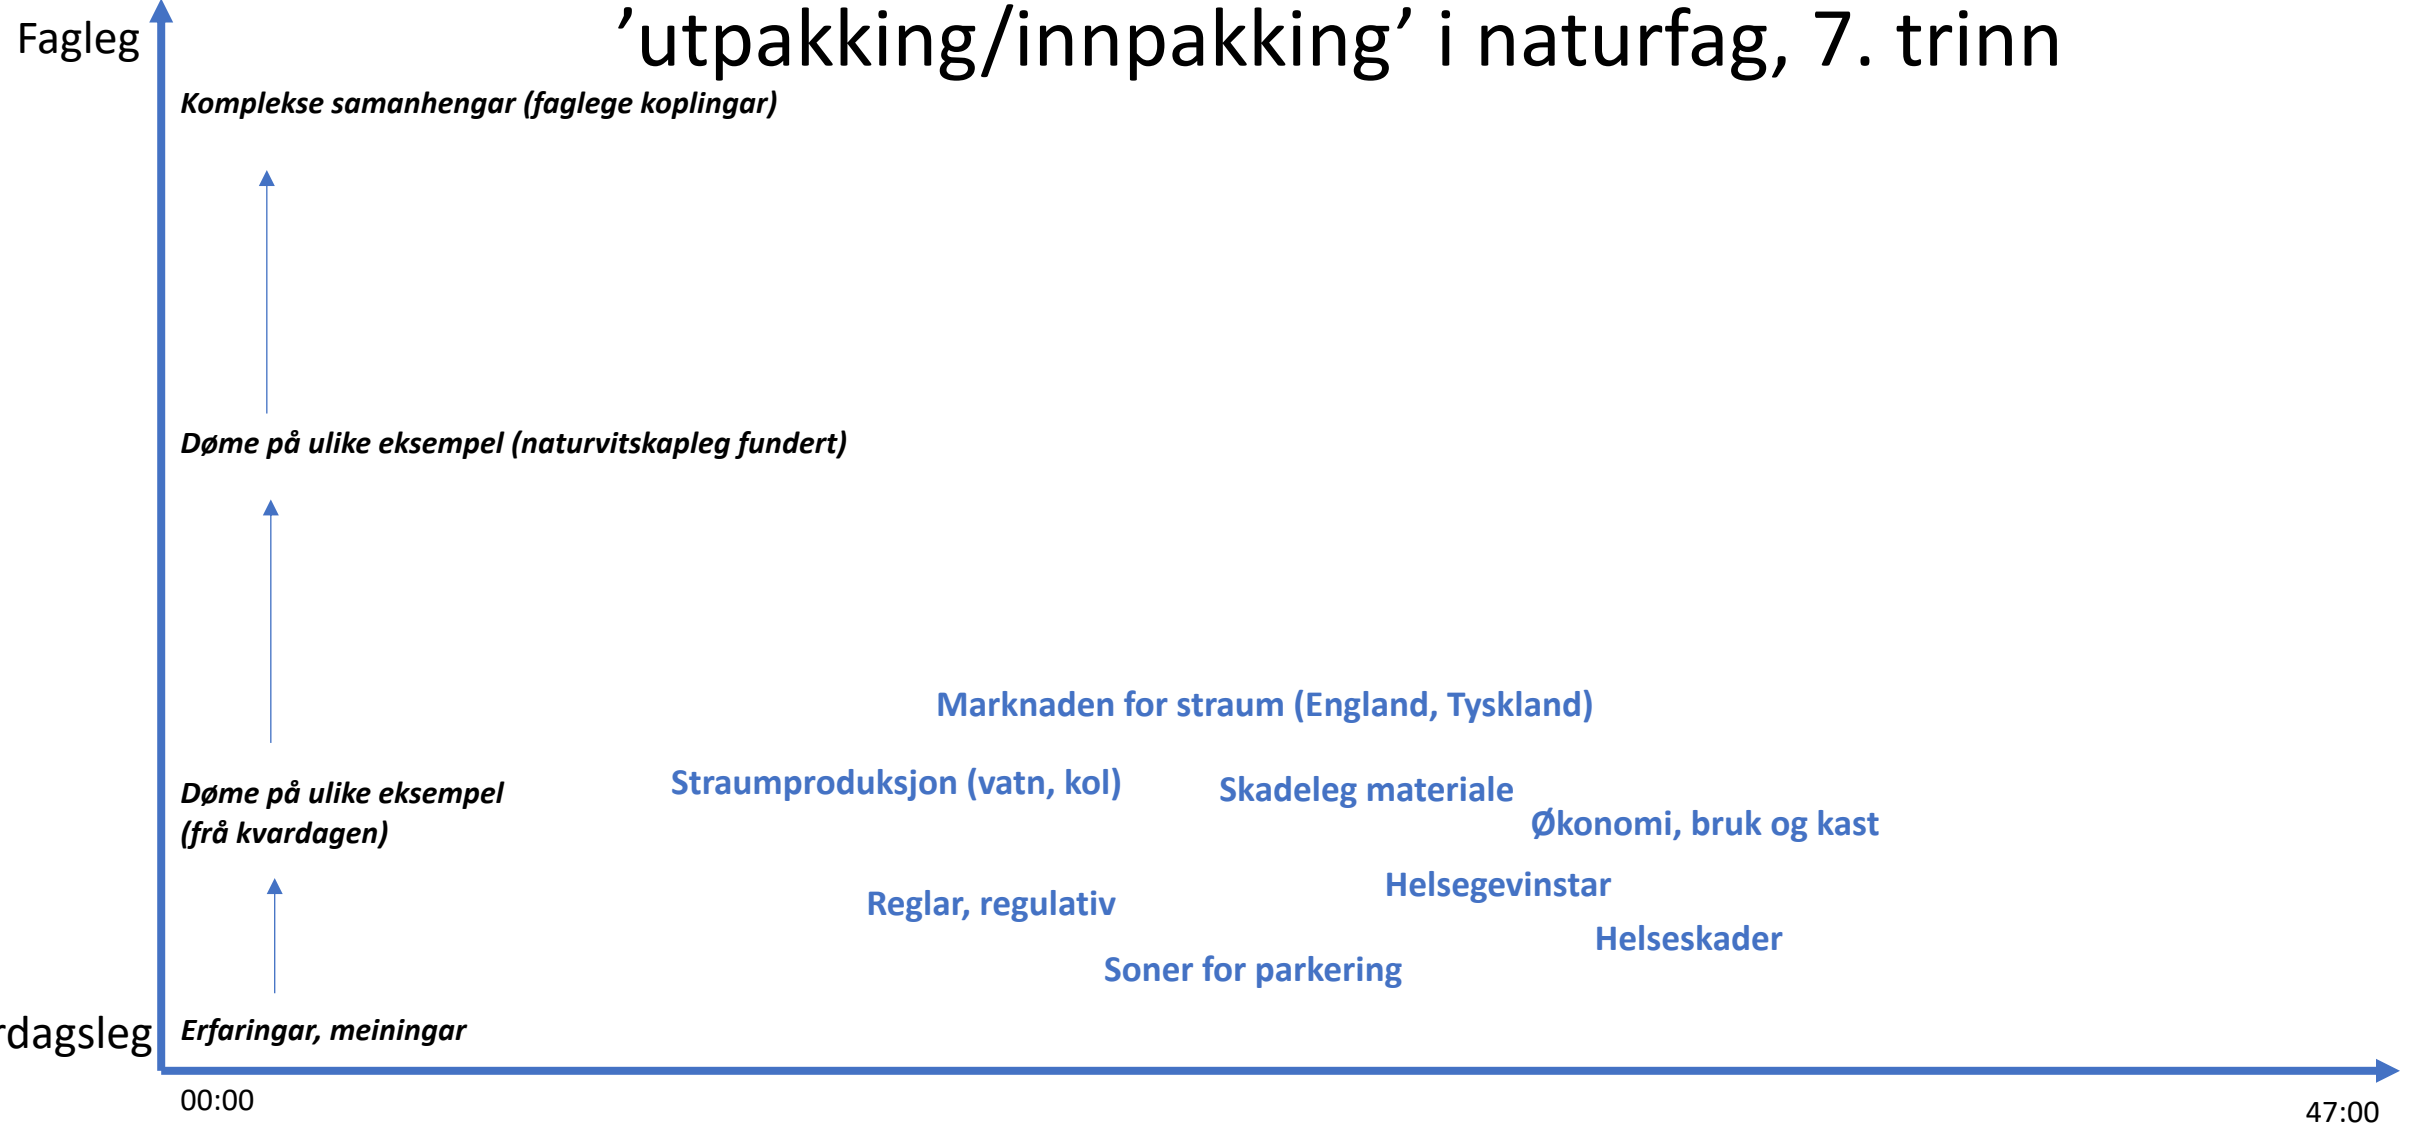 ’utpakking/innpakking’ i naturfag, 7. trinn
Fagleg
Komplekse samanhengar (faglege koplingar)
Døme på ulike eksempel (naturvitskapleg fundert)
Marknaden for straum (England, Tyskland)
Straumproduksjon (vatn, kol)
Skadeleg materiale
Døme på ulike eksempel
(frå kvardagen)
Økonomi, bruk og kast
Helsegevinstar
Reglar, regulativ
Helseskader
Soner for parkering
rdagsleg
Erfaringar, meiningar
00:00
47:00